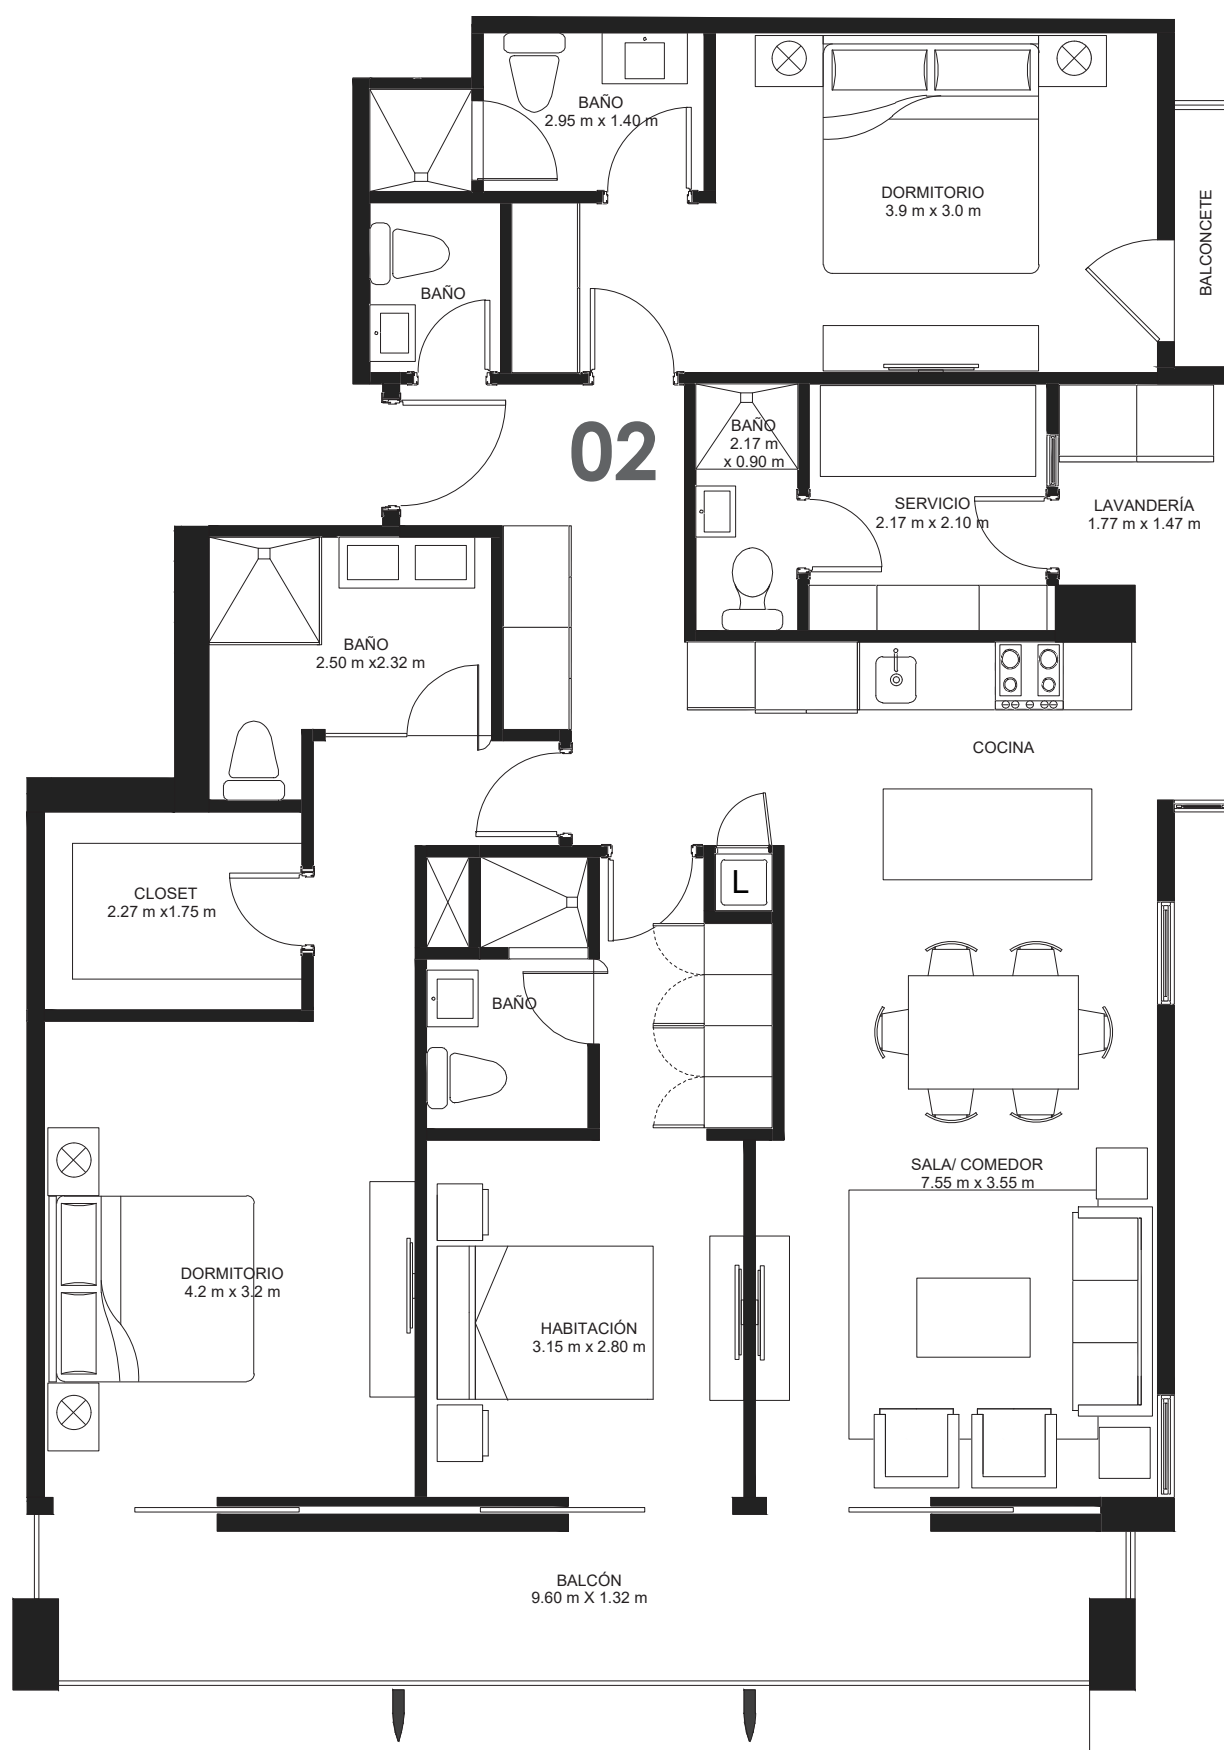 BAÑO
2.95 m x 1.40 m
DORMITORIO
3.9 m x 3.0 m
BALCONCETE
BAÑO
02
BAÑO
2.17 m
x 0.90 m
SERVICIO
2.17 m x 2.10 m
LAVANDERÍA
1.77 m x 1.47 m
BAÑO
2.50 m x2.32 m
COCINA
CLOSET
2.27 m x1.75 m
L
BAÑO
SALA/ COMEDOR
7.55 m x 3.55 m
DORMITORIO
4.2 m x 3.2 m
HABITACIÓN
3.15 m x 2.80 m
BALCÓN
9.60 m X 1.32 m